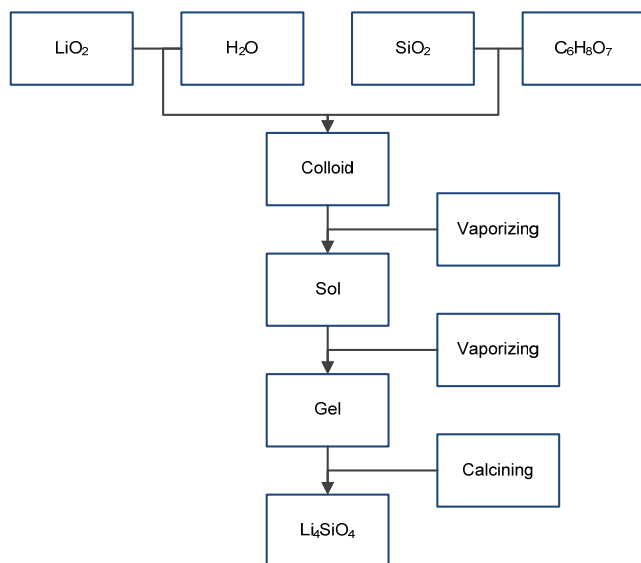 LiO₂
H₂O
SiO₂
C₆H₈O₇
Colloid
Vaporizing
Sol
Vaporizing
Gel
Calcining
Li₄SiO₄